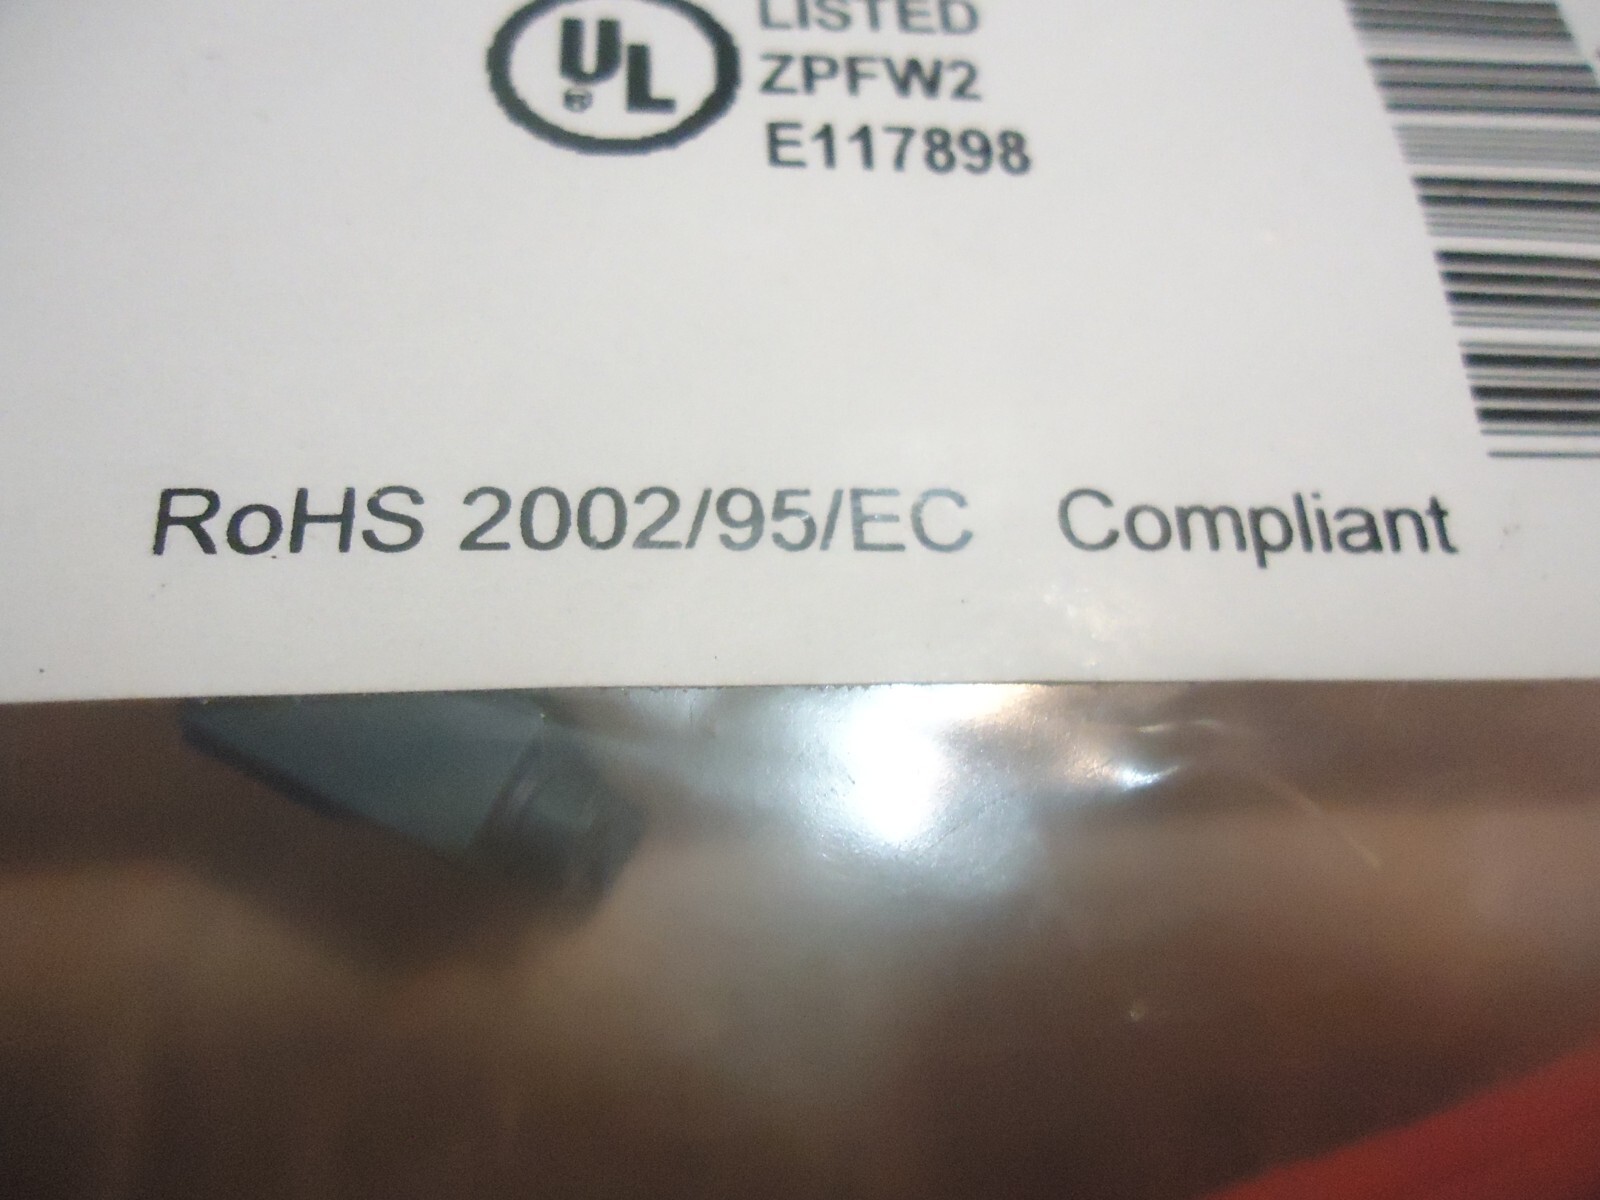 UL
®
LISTED
ZPFW2
E117898
RoHS 2002/95/EC Compliant